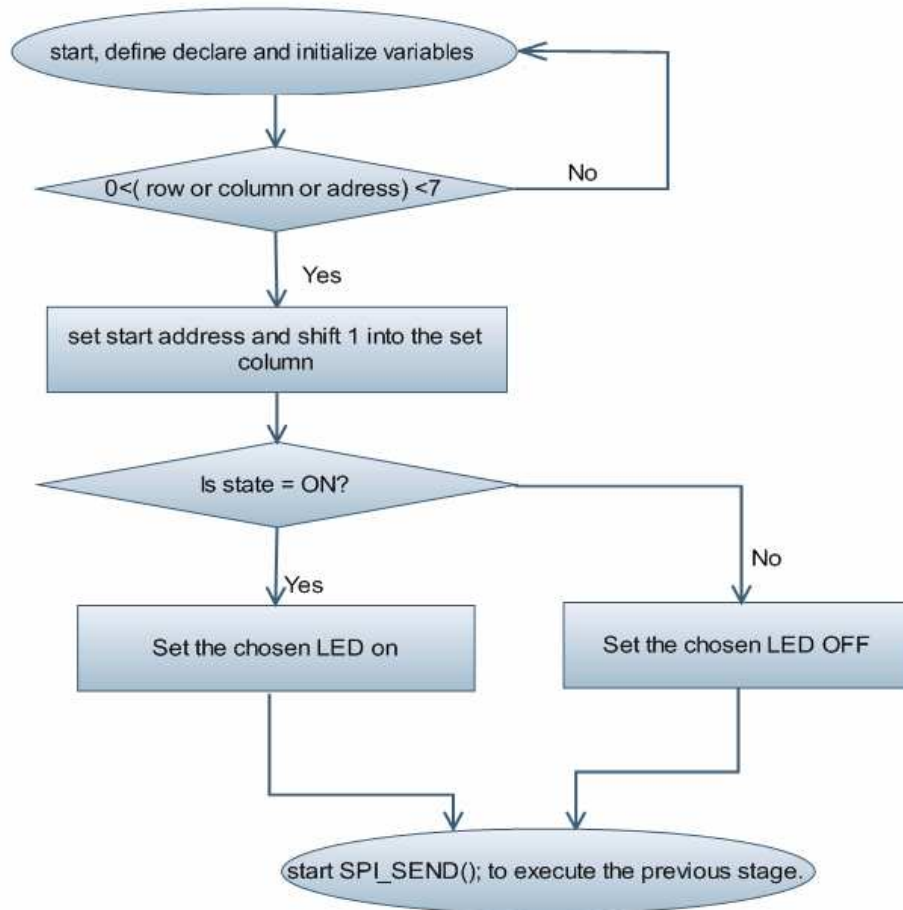 start, define declare and initialize variables
0<( row or column or adress) <7
No
Yes
set start address and shift 1 into the set
column
Is state = ON?
No
Yes
Set the chosen LED on
Set the chosen LED OFF
start SPI_SEND(); to execute the previous stage.